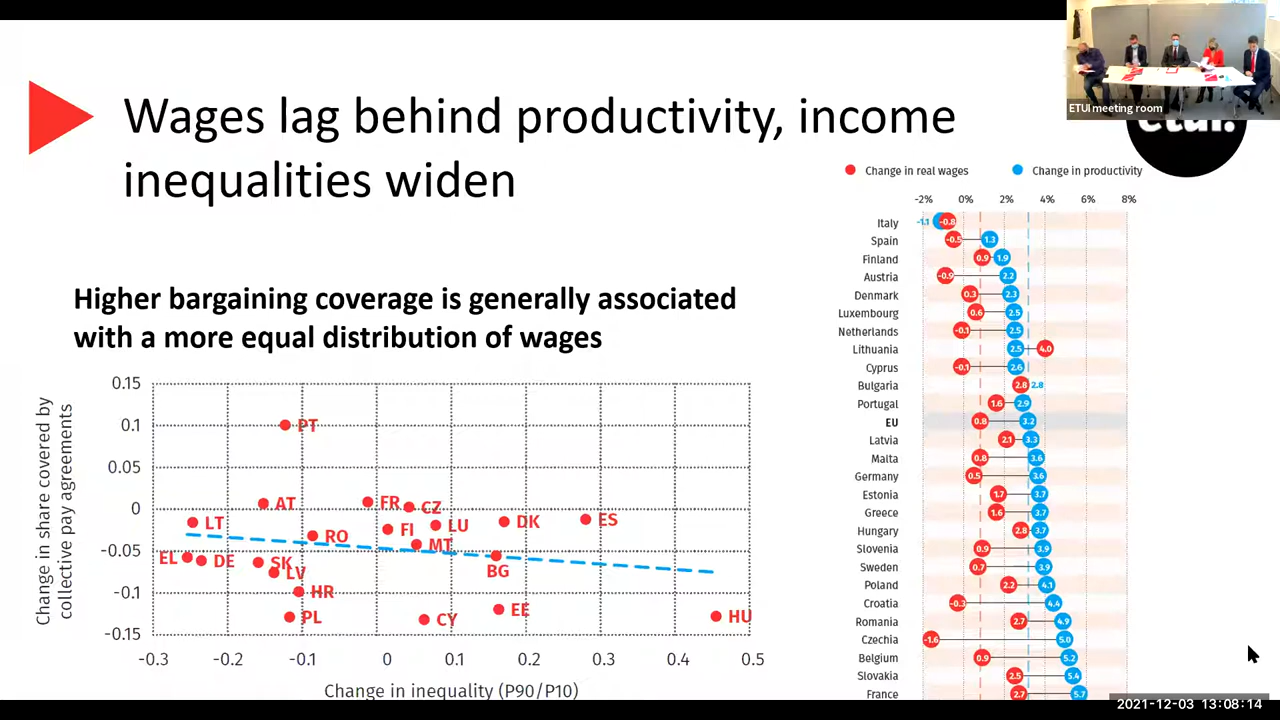 ETUI meeting room
etui.
Wages lag behind productivity, income
inequalities widen
Higher bargaining coverage is generally associated
with a more equal distribution of wages
Change in share covered by
collective pay agreements
0.15
0.1
0.05
0
-0.05
-0.1
-0.15
PT
AT
FR
CZ
LT
RO
FI
LU
DK
ES
MT
EL
DE
SK
LV
BG
HR
PL
CY
EE
HU
-0.3
-0.2
-0.1
0
0.1
0.2
0.3
0.4
0.5
Change in inequality (P90/P10)
Change in real wages
Change in productivity
-2% 0% 2% 4% 6% 8%
Italy -1.1 -0.8
Spain -0.5 1.3
Finland 0.9 1.9
Austria -0.9 2.2
Denmark 0.3 2.3
Luxembourg 0.6 2.5
Netherlands -0.1 2.5
Lithuania 2.5 4.0
Cyprus -0.1 2.6
Bulgaria 2.8 2.8
Portugal 1.6 2.9
EU 0.8 3.2
Latvia 2.1 3.3
Malta 0.8 3.6
Germany 0.5 3.6
Estonia 1.7 3.7
Greece 1.6 3.7
Hungary 2.8 3.7
Slovenia 0.9 3.9
Sweden 0.7 3.9
Poland 2.2 4.1
Croatia -0.3 4.4
Romania 2.7 4.9
Czechia -1.6 5.0
Belgium 0.9 5.2
Slovakia 2.5 5.4
France 2.7 5.7
2021-12-03 13:08:14